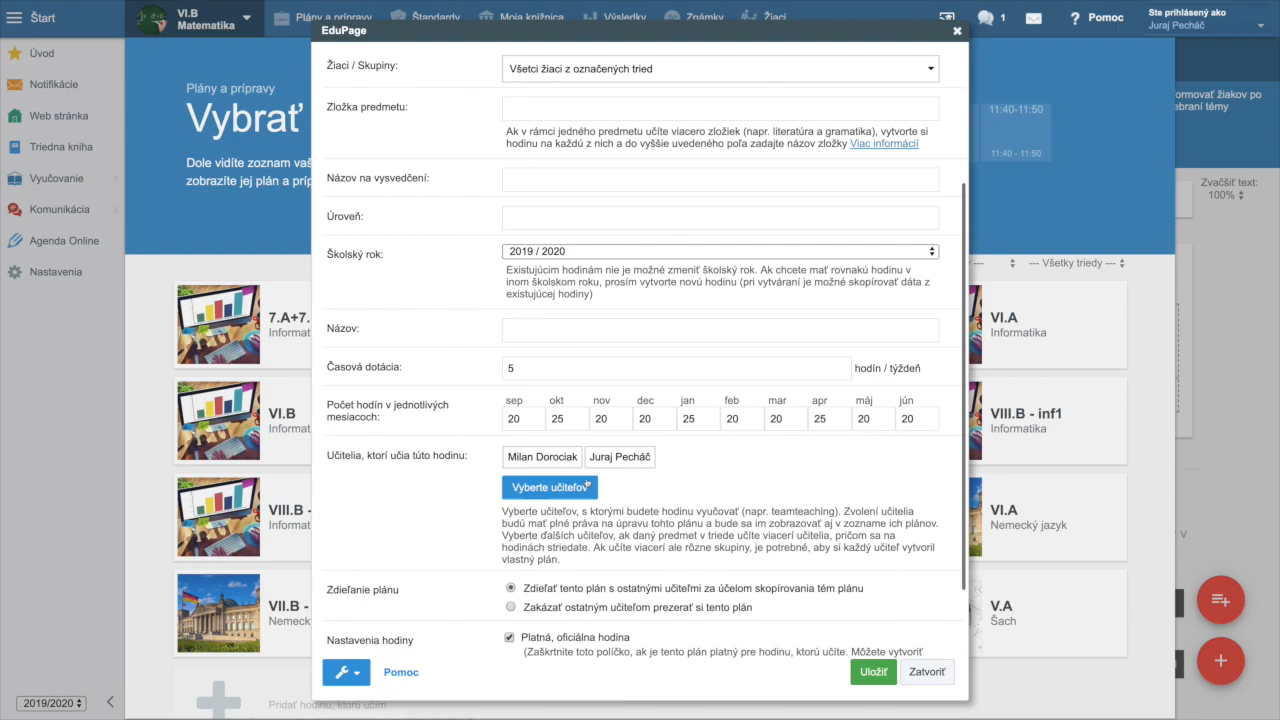 Štart
VI.B
Matematika
Plány a prípravy
Štandardy
Moja knižnica
Výsledky
Známky
Žiaci
1
Pomoc
Ste prihlásený ako
Juraj Pecháč
EduPage
Úvod
Notifikácie
Web stránka
Triedna kniha
Vyučovanie
Komunikácia
Agenda Online
Nastavenia
2019/2020
Plány a prípravy
Vybrať
Dole vidíte zoznam vaš
zobrazíte jej plán a príp
11:40-11:50
11:40 - 11:50
ormovať žiakov po
ebraní témy
Zvačšiť text:
100%
--- Všetky triedy ---
Žiaci / Skupiny:
Všetci žiaci z označených tried
Zložka predmetu:
Ak v rámci jedného predmetu učíte viacero zložiek (napr. literatúra a gramatika), vytvorte si
hodinu na každú z nich a do vyššie uvedeného poľa zadajte názov zložky Viac informácií
Názov na vysvedčení:
Úroveň:
Školský rok:
2019 / 2020
Existujúcim hodinám nie je možné zmeniť školský rok. Ak chcete mať rovnakú hodinu v
inom školskom roku, prosím vytvorte novú hodinu (pri vytváraní je možné skopírovať dáta z
existujúcej hodiny)
Názov:
Časová dotácia:
5
hodín / týždeň
Počet hodín v jednotlivých
mesiacoch:
sep okt nov dec jan feb mar apr máj jún
20 25 20 20 25 20 20 25 20 20
Učitelia, ktorí učia túto hodinu:
Milan Dorociak
Juraj Pecháč
Vyberte učiteľov
Vyberte učiteľov, s ktorými budete hodinu vyučovať (napr. teamteaching). Zvolení učitelia
budú mať plné práva na úpravu tohto plánu a bude sa im zobrazovať aj v zozname ich plánov.
Vyberte ďalších učiteľov, ak daný predmet v triede učíte viacerí učitelia, pričom sa na
hodinách striedate. Ak učíte viacerí ale rôzne skupiny, je potrebné, aby si každý učiteľ vytvoril
vlastný plán.
Zdieľanie plánu
Zdieľať tento plán s ostatnými učiteľmi za účelom skopírovania tém plánu
Zakázať ostatným učiteľom prezerať si tento plán
Nastavenia hodiny
Platná, oficiálna hodina
(Zaškrtnite toto políčko, ak je tento plán platný pre hodinu, ktorú učíte. Môžete vytvoriť
Pomoc
Uložiť
Zatvoriť
7.A+7.
Informat
VI.B
Informat
VIII.B -
Informat
VII.B -
Nemeck
VI.A
Informatika
VIII.B - inf1
Informatika
VI.A
Nemecký jazyk
V.A
Šach
Pridať hodinu, ktorú učím